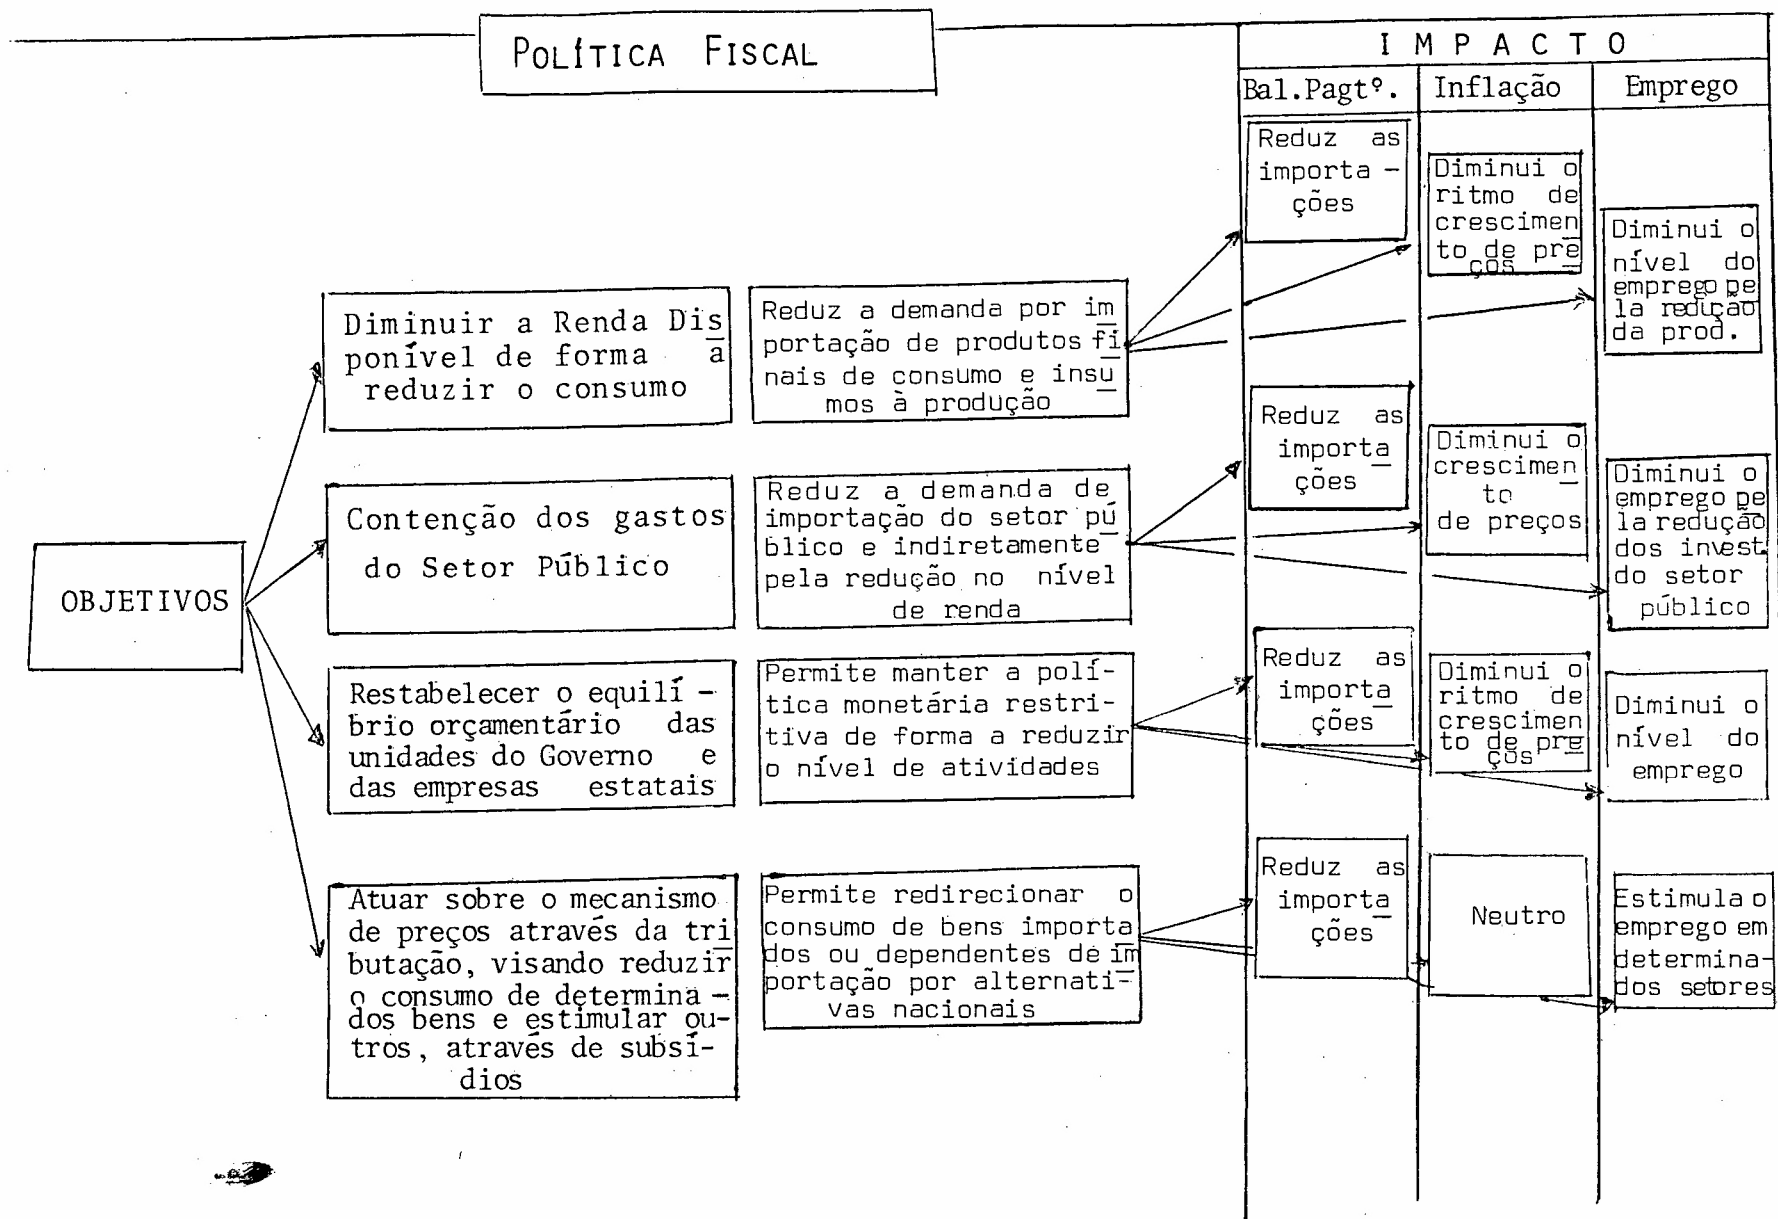 POLÍTICA FISCAL
I M P A C T O
Bal.Pagtº.
Inflação
Emprego
OBJETIVOS
Diminuir a Renda Dis
ponível de forma a
reduzir o consumo
Reduz a demanda por im
portação de produtos fi
nais de consumo e insu
mos à produção
Reduz as
importa -
ções
Diminui o
ritmo de
crescimen
to de pre
ços
Diminui o
nível do
emprego pe
la redução
da prod.
Contenção dos gastos
do Setor Público
Reduz a demanda de
importação do setor pú
blico e indiretamente
pela redução no nível
de renda
Reduz as
importa
ções
Diminui o
crescimen
to
de preços
Diminui o
emprego pe
la redução
dos invest.
do setor
público
Restabelecer o equilí -
brio orçamentário das
unidades do Governo e
das empresas estatais
Permite manter a polí-
tica monetária restri-
tiva de forma a reduzir
o nível de atividades
Reduz as
importa
ções
Diminui o
ritmo de
crescimen
to de pre
ços
Diminui o
nível do
emprego
Atuar sobre o mecanismo
de preços através da tri
butação, visando reduzir
o consumo de determina -
dos bens e estimular ou-
tros, através de subsí-
dios
Permite redirecionar o
consumo de bens importa
dos ou dependentes de im
portação por alternati-
vas nacionais
Reduz as
importa
ções
Neutro
Estimula o
emprego em
determina-
dos setores